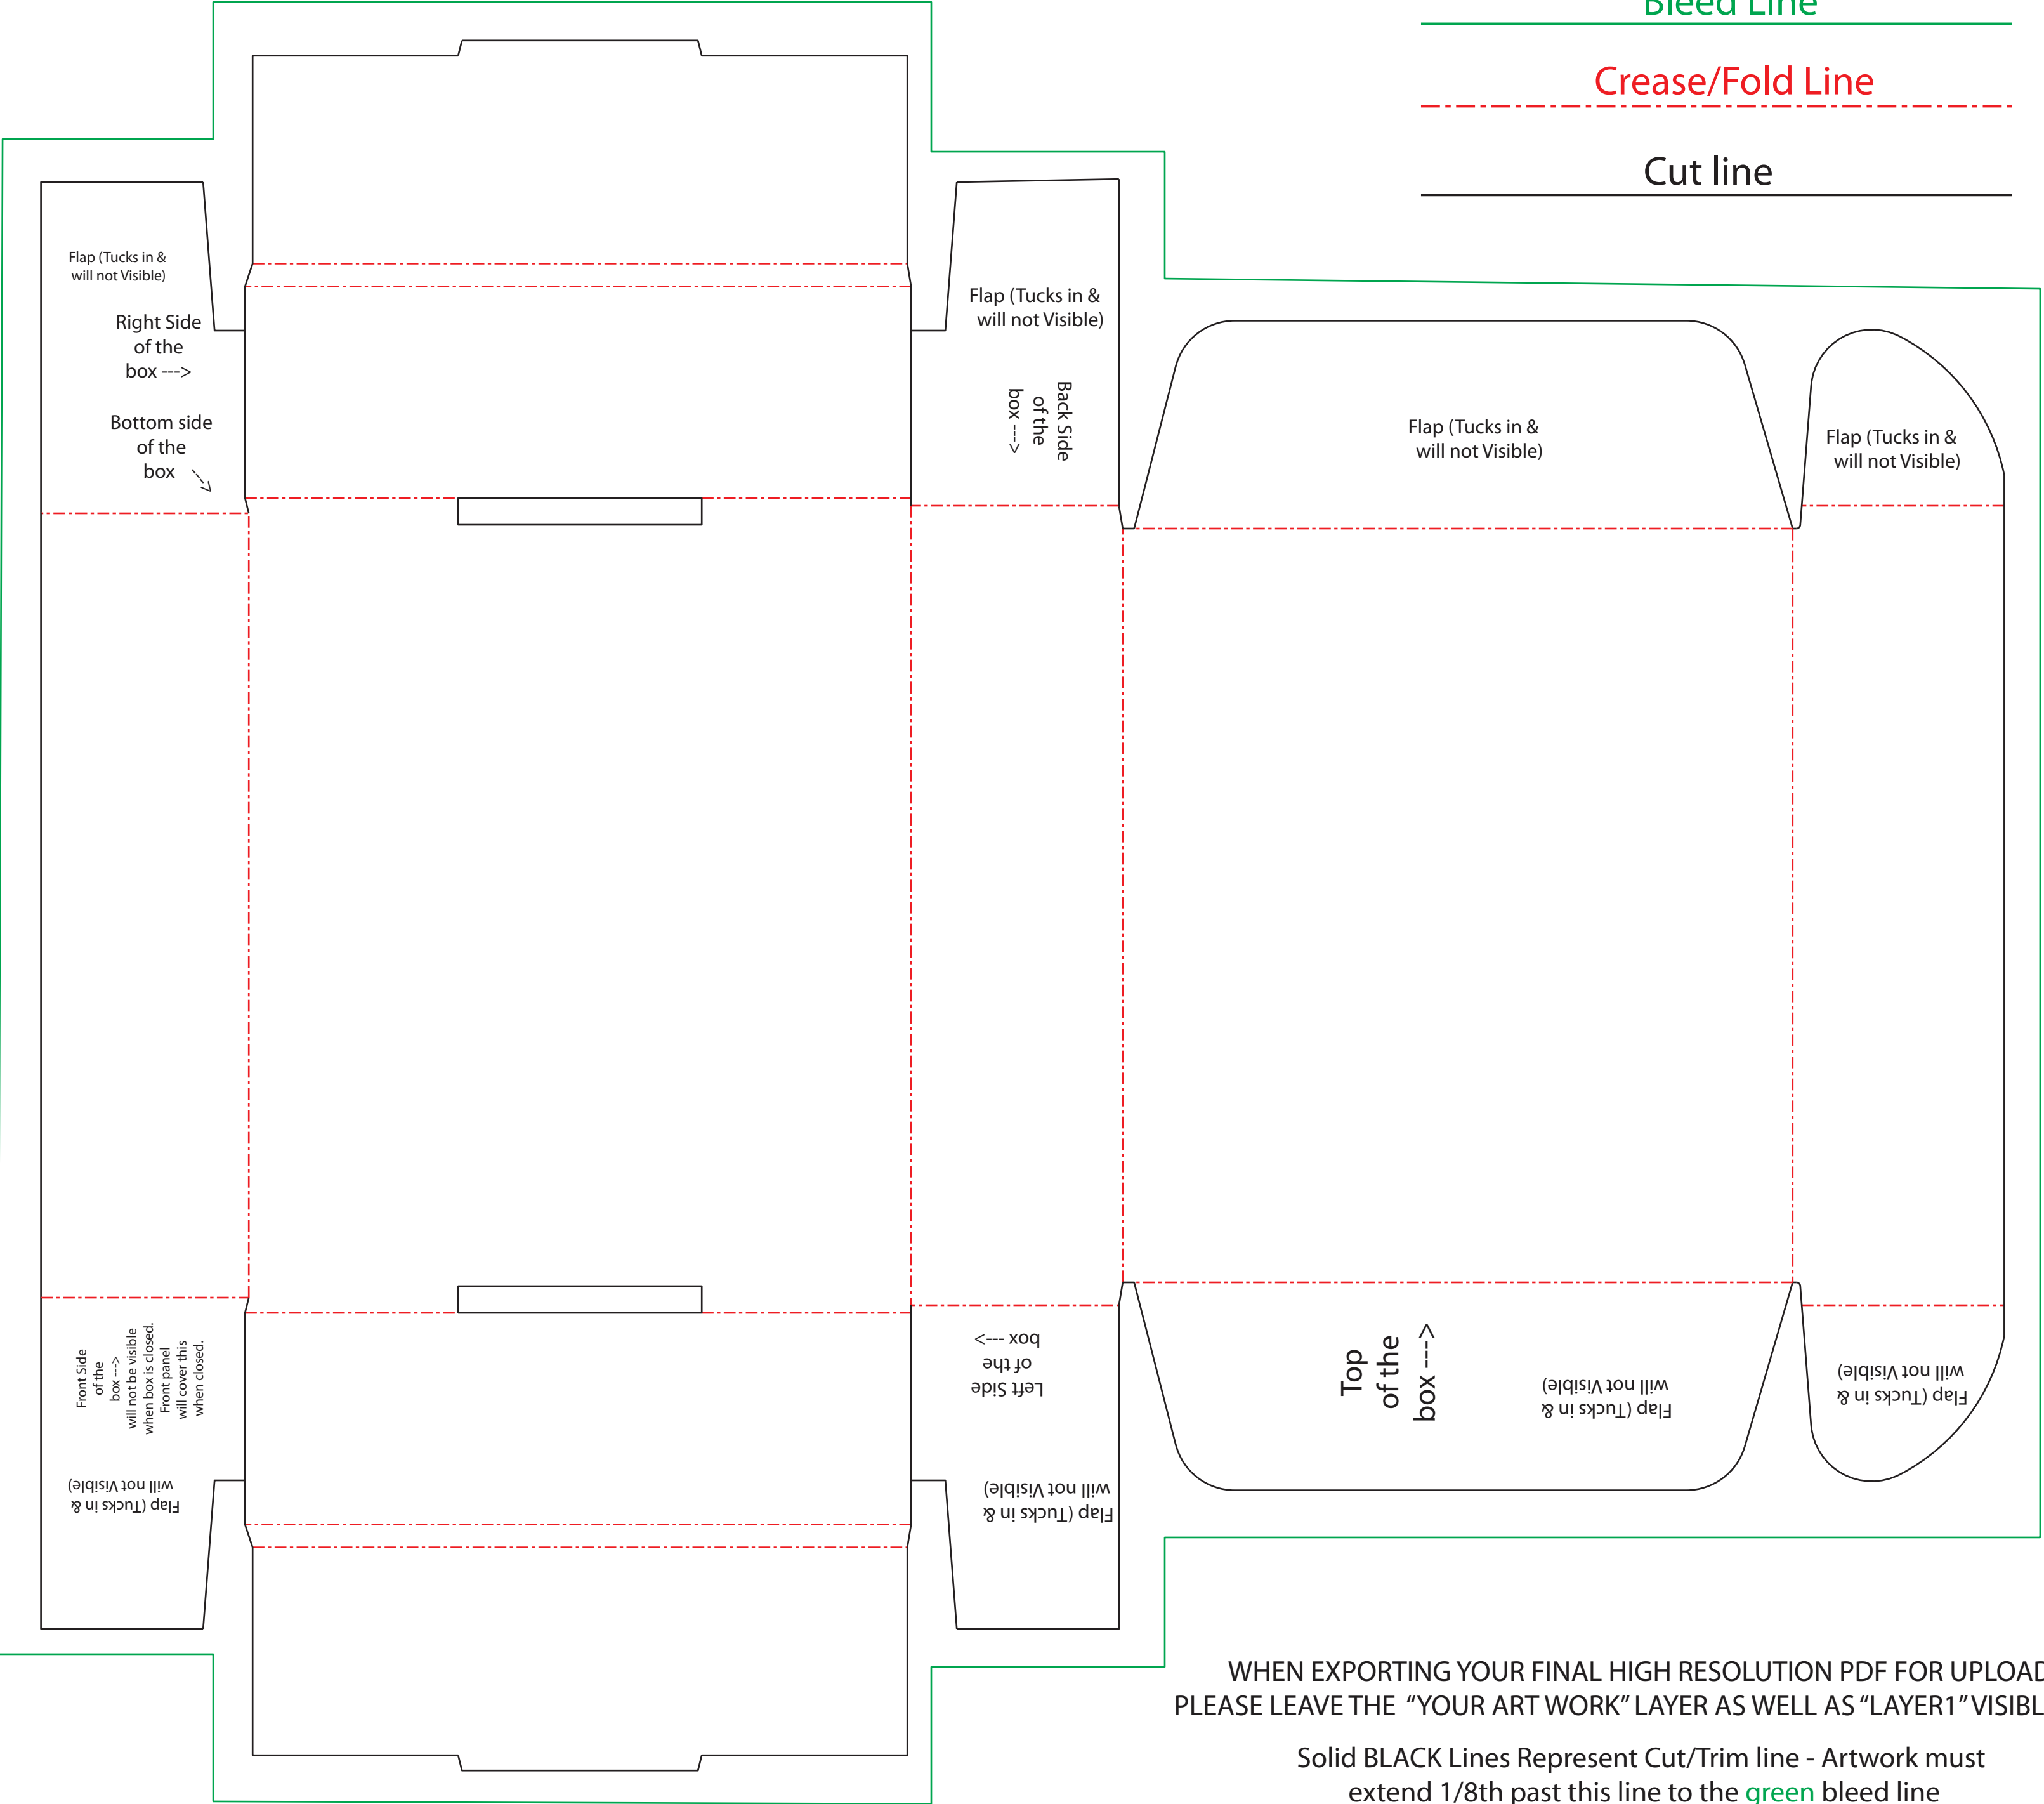 Bleed Line
Crease/Fold Line
Cut line
Flap (Tucks in &
will not Visible)
Right Side
of the
box --->
Bottom side
of the
box --->
Flap (Tucks in &
will not Visible)
Back Side
of the
box --->
Flap (Tucks in &
will not Visible)
Flap (Tucks in &
will not Visible)
Front Side
of the
box --->
will not be visible
when box is closed.
Front panel
will cover this
when closed.
Flap (Tucks in &
will not Visible)
Left Side
of the
box --->
Flap (Tucks in &
will not Visible)
Top
of the
box --->
Flap (Tucks in &
will not Visible)
Flap (Tucks in &
will not Visible)
WHEN EXPORTING YOUR FINAL HIGH RESOLUTION PDF FOR UPLOAD
PLEASE LEAVE THE “YOUR ART WORK” LAYER AS WELL AS “LAYER1” VISIBL
Solid BLACK Lines Represent Cut/Trim line - Artwork must
extend 1/8th past this line to the green bleed line